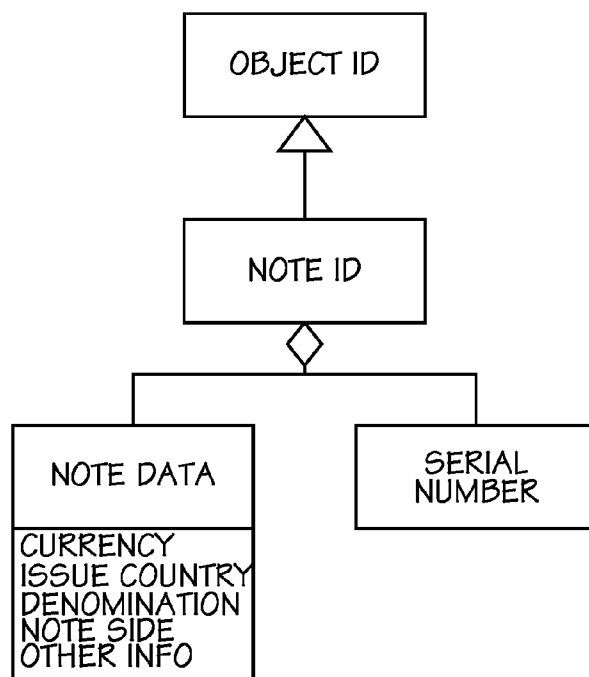 OBJECT ID
NOTE ID
NOTE DATA
CURRENCY
ISSUE COUNTRY
DENOMINATION
NOTE SIDE
OTHER INFO
SERIAL
NUMBER